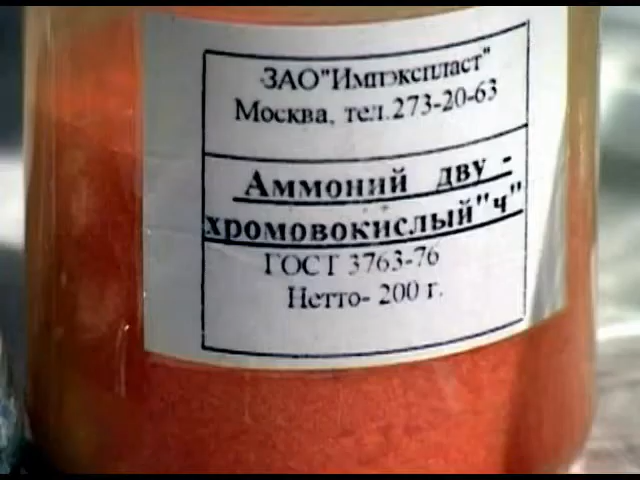 ЗАО"Импэкспласт"
Москва, тел.273-20-63
Аммоний дву -
хромовокислый"ч"
ГОСТ 3763-76
Нетто- 200 г.